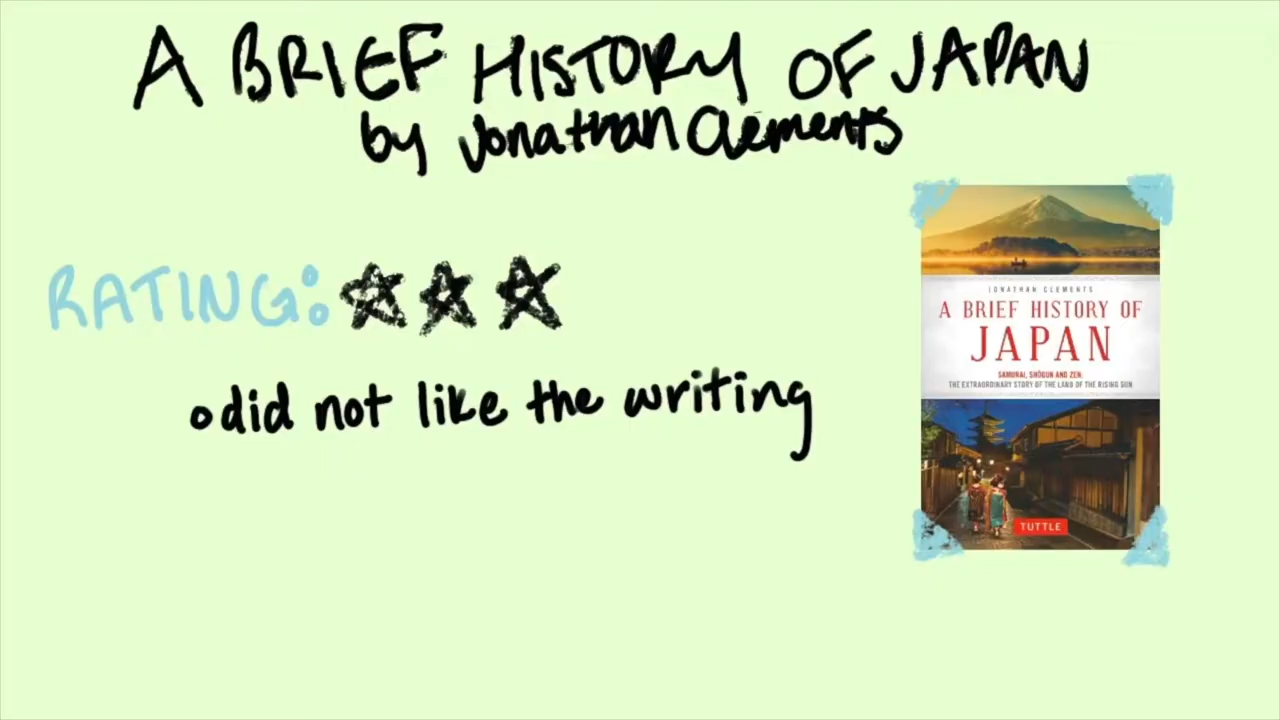 A BRIEF HISTORY OF JAPAN
by Jonathan Clements
RATING:
odid not like the writing
JONATHAN CLEMENTS
A BRIEF HISTORY OF
JAPAN
SAMURAI, SHŌGUN AND ZEN:
THE EXTRAORDINARY STORY OF THE LAND OF THE RISING SUN
TUTTLE